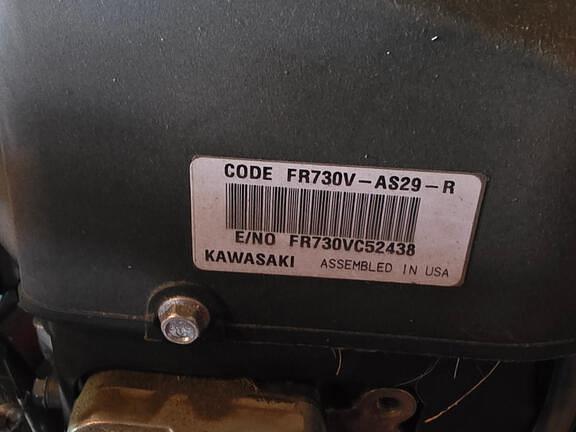 CODE FR730V-AS29-R
E/NO FR730VC52438
KAWASAKI ASSEMBLED IN USA